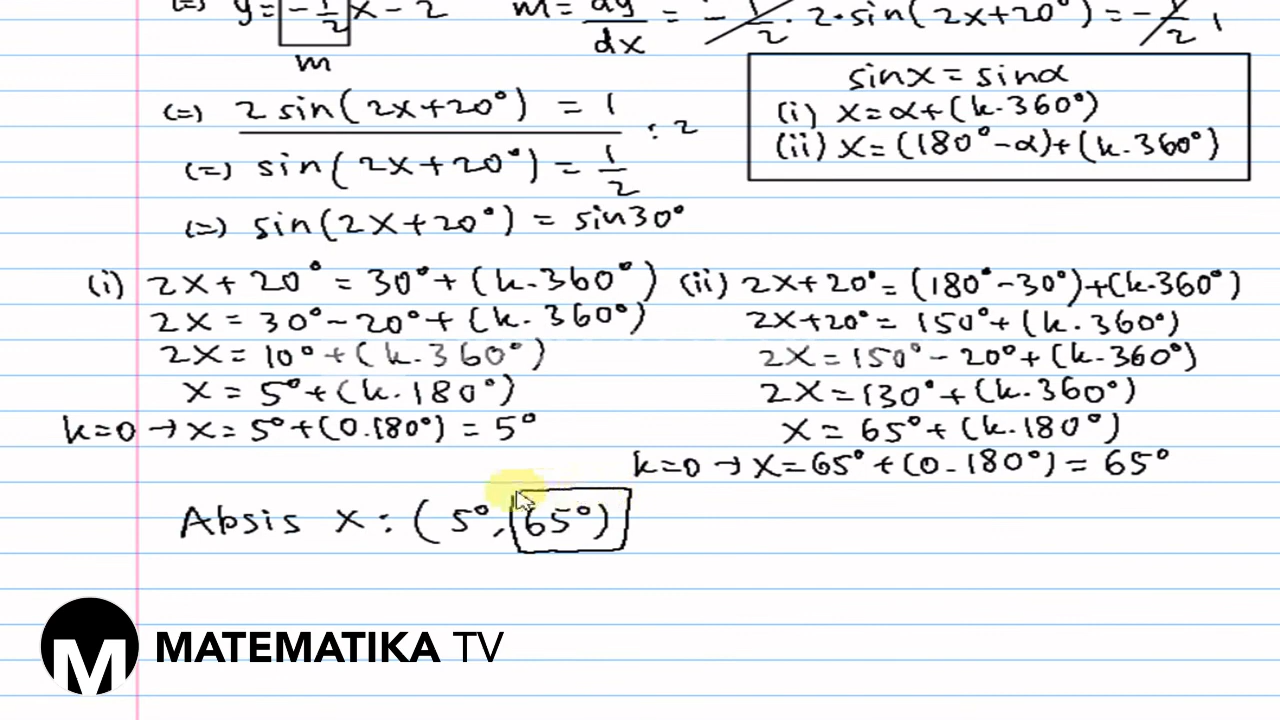 (=) y = -1/2 x - 2   m = dy/dx = -1/2 · 2 · sin(2x+20°) = -1/2
m
sinx = sinα
(i) x = α + (k.360°)
(ii) x = (180° - α) + (k.360°)
(=) 2 sin(2x+20°) = 1
: 2
(=) sin(2x+20°) = 1/2
(=) sin(2x+20°) = sin30°
(i) 2x + 20° = 30° + (k.360°)
2x = 30° - 20° + (k.360°)
2x = 10° + (k.360°)
x = 5° + (k.180°)
k=0 → x = 5° + (0.180°) = 5°
(ii) 2x + 20° = (180° - 30°) + (k.360°)
2x + 20° = 150° + (k.360°)
2x = 150° - 20° + (k.360°)
2x = 130° + (k.360°)
x = 65° + (k.180°)
k=0 → x = 65° + (0.180°) = 65°
Absis x : (5°, 65°)
M MATEMATIKA TV